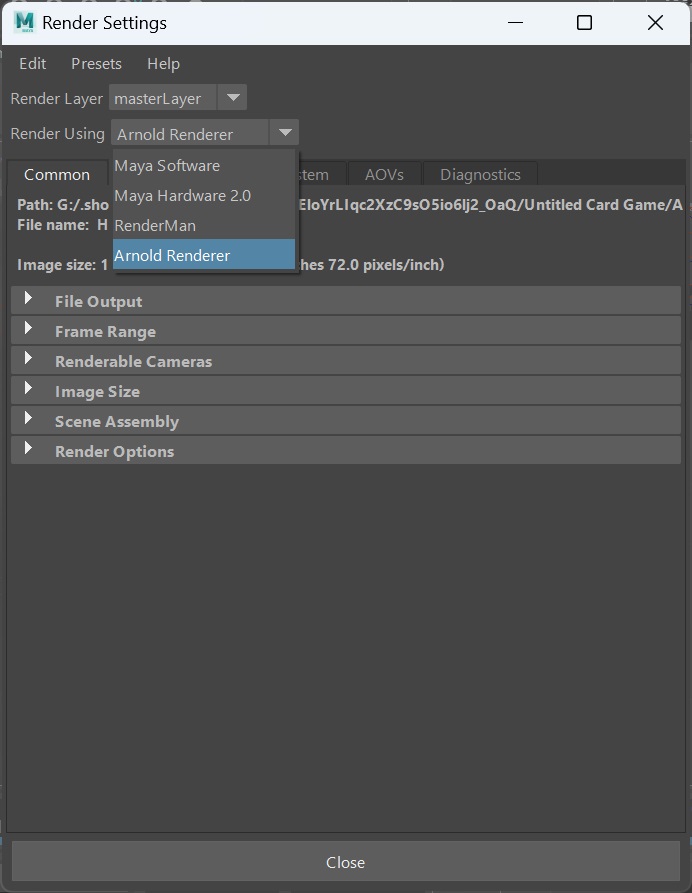 Render Settings
Edit Presets Help
Render Layer masterLayer
Render Using Arnold Renderer
Maya Software
Maya Hardware 2.0
RenderMan
Arnold Renderer
Common stem AOVs Diagnostics
Path: G:/.sho EloYrLIqc2XzC9sO5io6lj2_OaQ/Untitled Card Game/A
File name: H
Image size: 1 hes 72.0 pixels/inch)
File Output
Frame Range
Renderable Cameras
Image Size
Scene Assembly
Render Options
Close